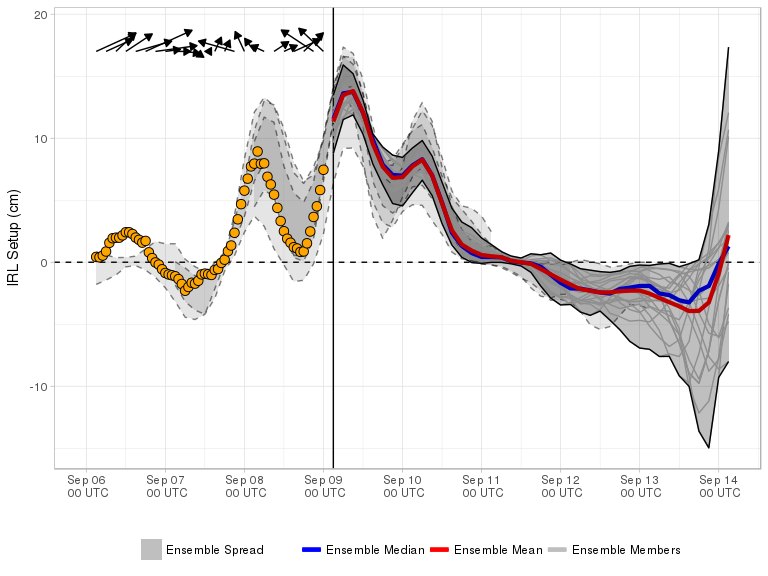 IRL Setup (cm)
20
10
0
-10
Sep 06 Sep 07 Sep 08 Sep 09 Sep 10 Sep 11 Sep 12 Sep 13 Sep 14
00 UTC 00 UTC 00 UTC 00 UTC 00 UTC 00 UTC 00 UTC 00 UTC 00 UTC
Ensemble Spread Ensemble Median Ensemble Mean Ensemble Members